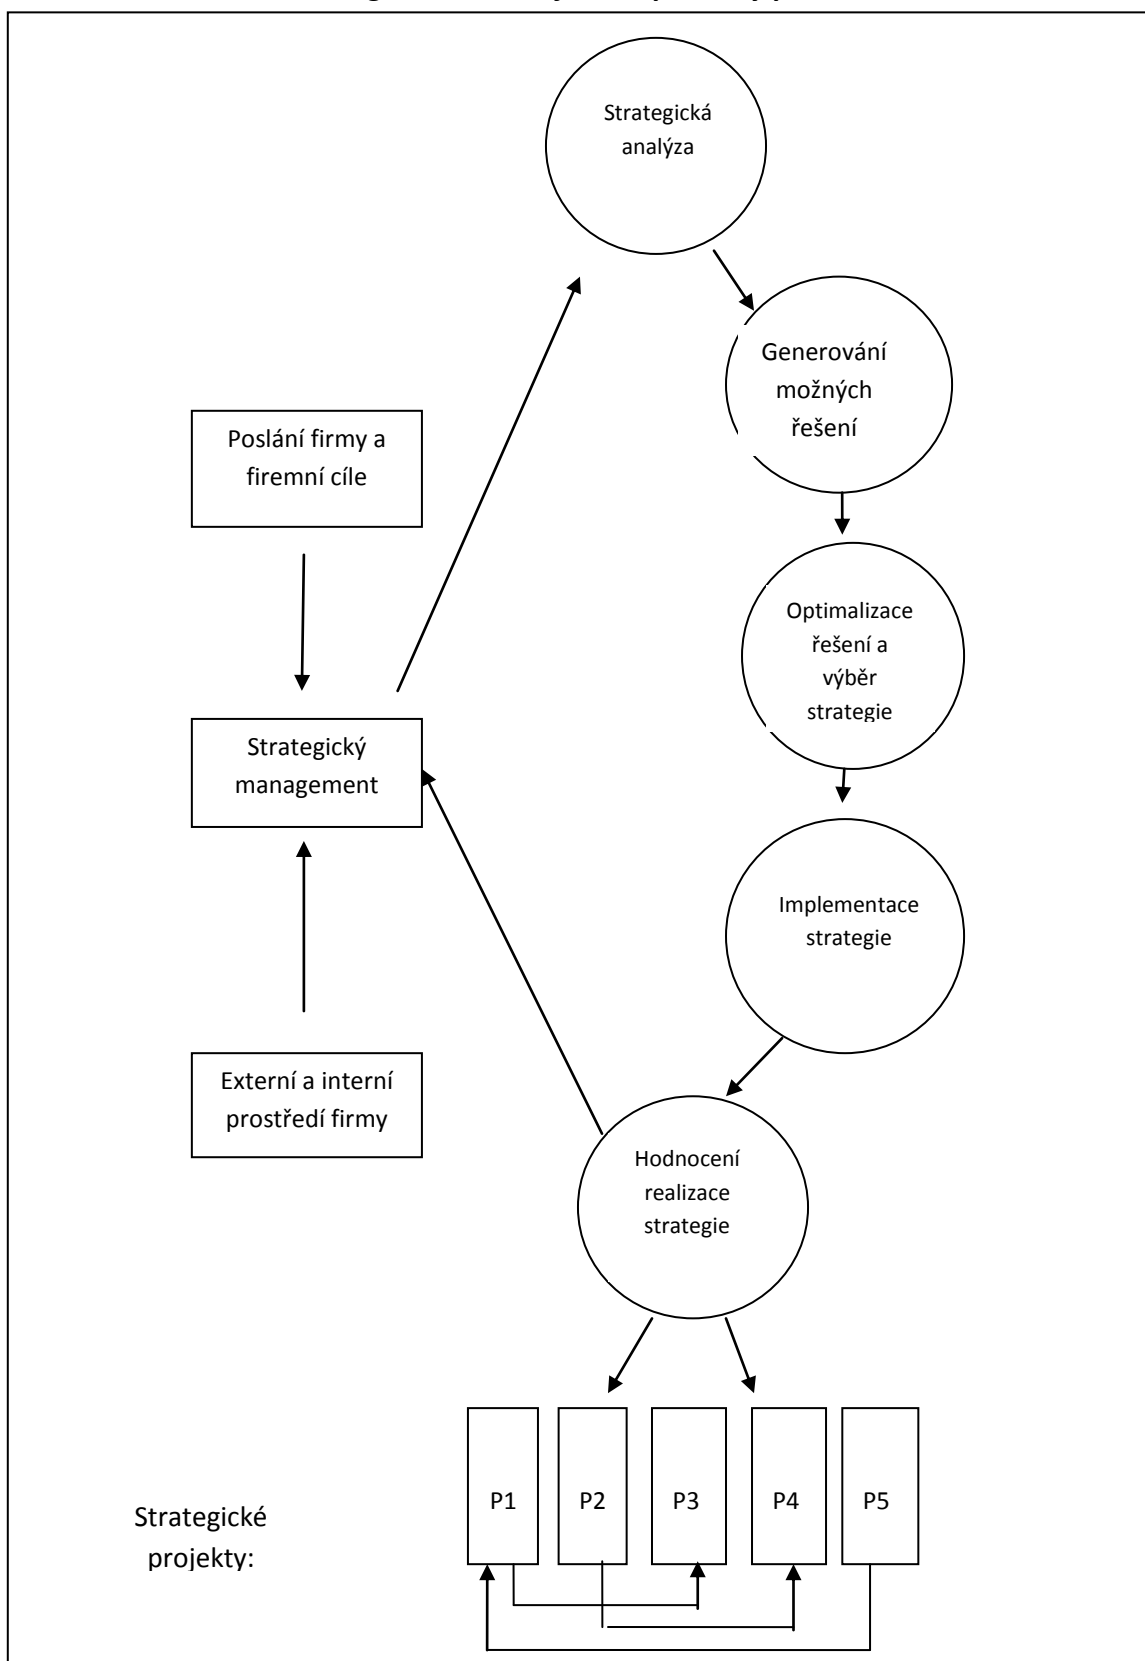 Strategická
analýza
Generování
možných
řešení
Poslání firmy a
firemní cíle
Optimalizace
řešení a
výběr
strategie
Strategický
management
Implementace
strategie
Externí a interní
prostředí firmy
Hodnocení
realizace
strategie
P1 P2 P3 P4 P5
Strategické
projekty: